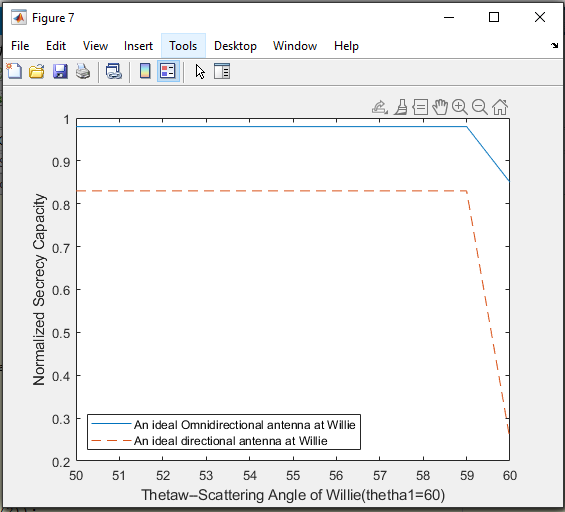 Figure 7
File Edit View Insert Tools Desktop Window Help
1
0.9
0.8
0.7
0.6
0.5
0.4
0.3
0.2
Normalized Secrecy Capacity
An ideal Omnidirectional antenna at Willie
An ideal directional antenna at Willie
50 51 52 53 54 55 56 57 58 59 60
Thetaw–Scattering Angle of Willie(thetha1=60)